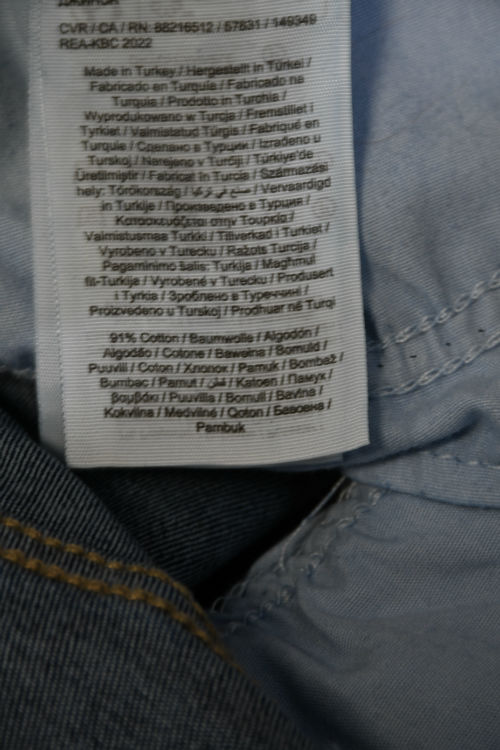 ДЖИНСИ
CVR / CA / RN: 88216512 / 57831 / 149349
REA-KBC 2022
Made in Turkey / Hergestellt in Türkei /
Fabricado en Turquía / Fabricado na
Turquia / Prodotto in Turchia /
Wyprodukowano w Turcja / Fremstillet i
Tyrkiet / Valmistatud Türgis / Fabriqué en
Turquie / Сделано в Турции / Izrađeno u
Turskoj / Narejeno v Turčiji / Türkiye'de
Üretilmiştir / Fabricat în Turcia / Származási
hely: Törökország / صنع في تركيا / Vervaardigd
in Turkije / Произведено в Турция /
Κατασκευάζεται στην Τουρκία /
Valmistusmaa Turkki / Tillverkad i Turkiet /
Vyrobeno v Turecku / Ražots Turcija /
Pagaminimo šalis: Turkija / Maghmul
fit-Turkija / Vyrobené v Turecku / Produsert
i Tyrkia / Зроблено в Туреччині /
Proizvedeno u Turskoj / Prodhuar në Turqi
91% Cotton / Baumwolle / Algodón /
Algodão / Cotone / Bawełna / Bomuld /
Puuvill / Coton / Хлопок / Pamuk / Bombaž /
Bumbac / Pamut / قطن / Katoen / Памук /
βαμβάκι / Puuvilla / Bomull / Bavlna /
Kokvilna / Medvilnė / Qoton / Бавовна /
Pambuk